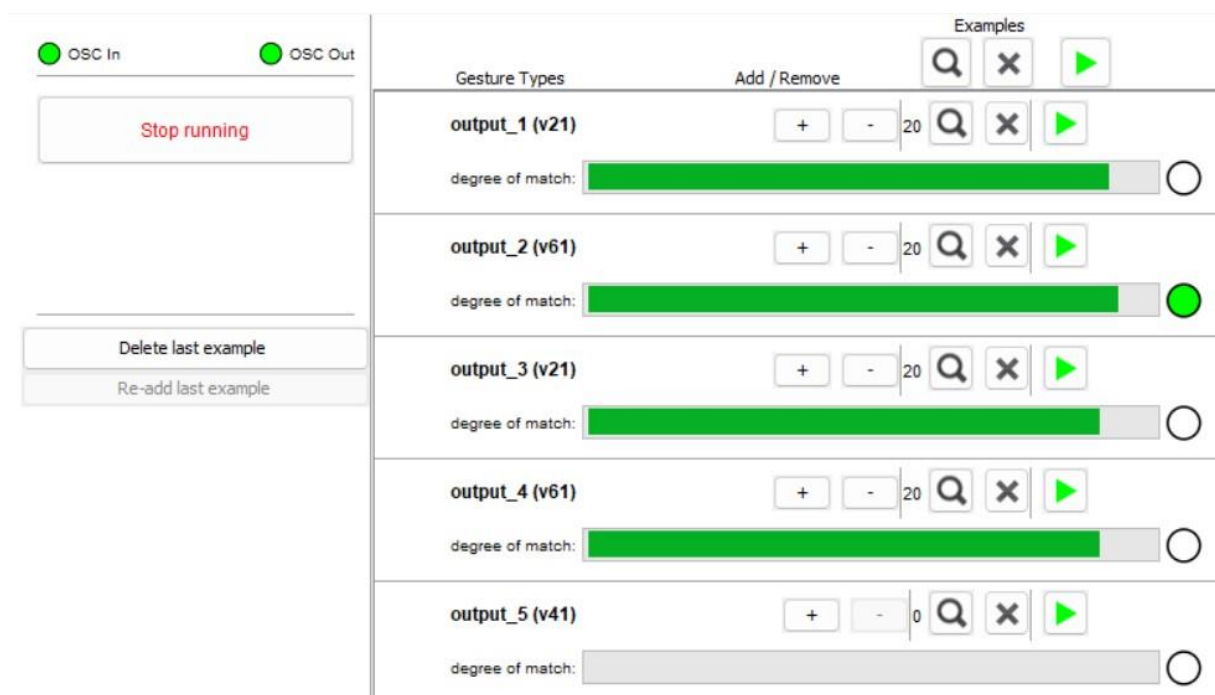 OSC In OSC Out
Stop running
Delete last example
Re-add last example
Examples
Gesture Types Add / Remove
output_1 (v21) + - 20
degree of match:
output_2 (v61) + - 20
degree of match:
output_3 (v21) + - 20
degree of match:
output_4 (v61) + - 20
degree of match:
output_5 (v41) + - 0
degree of match: